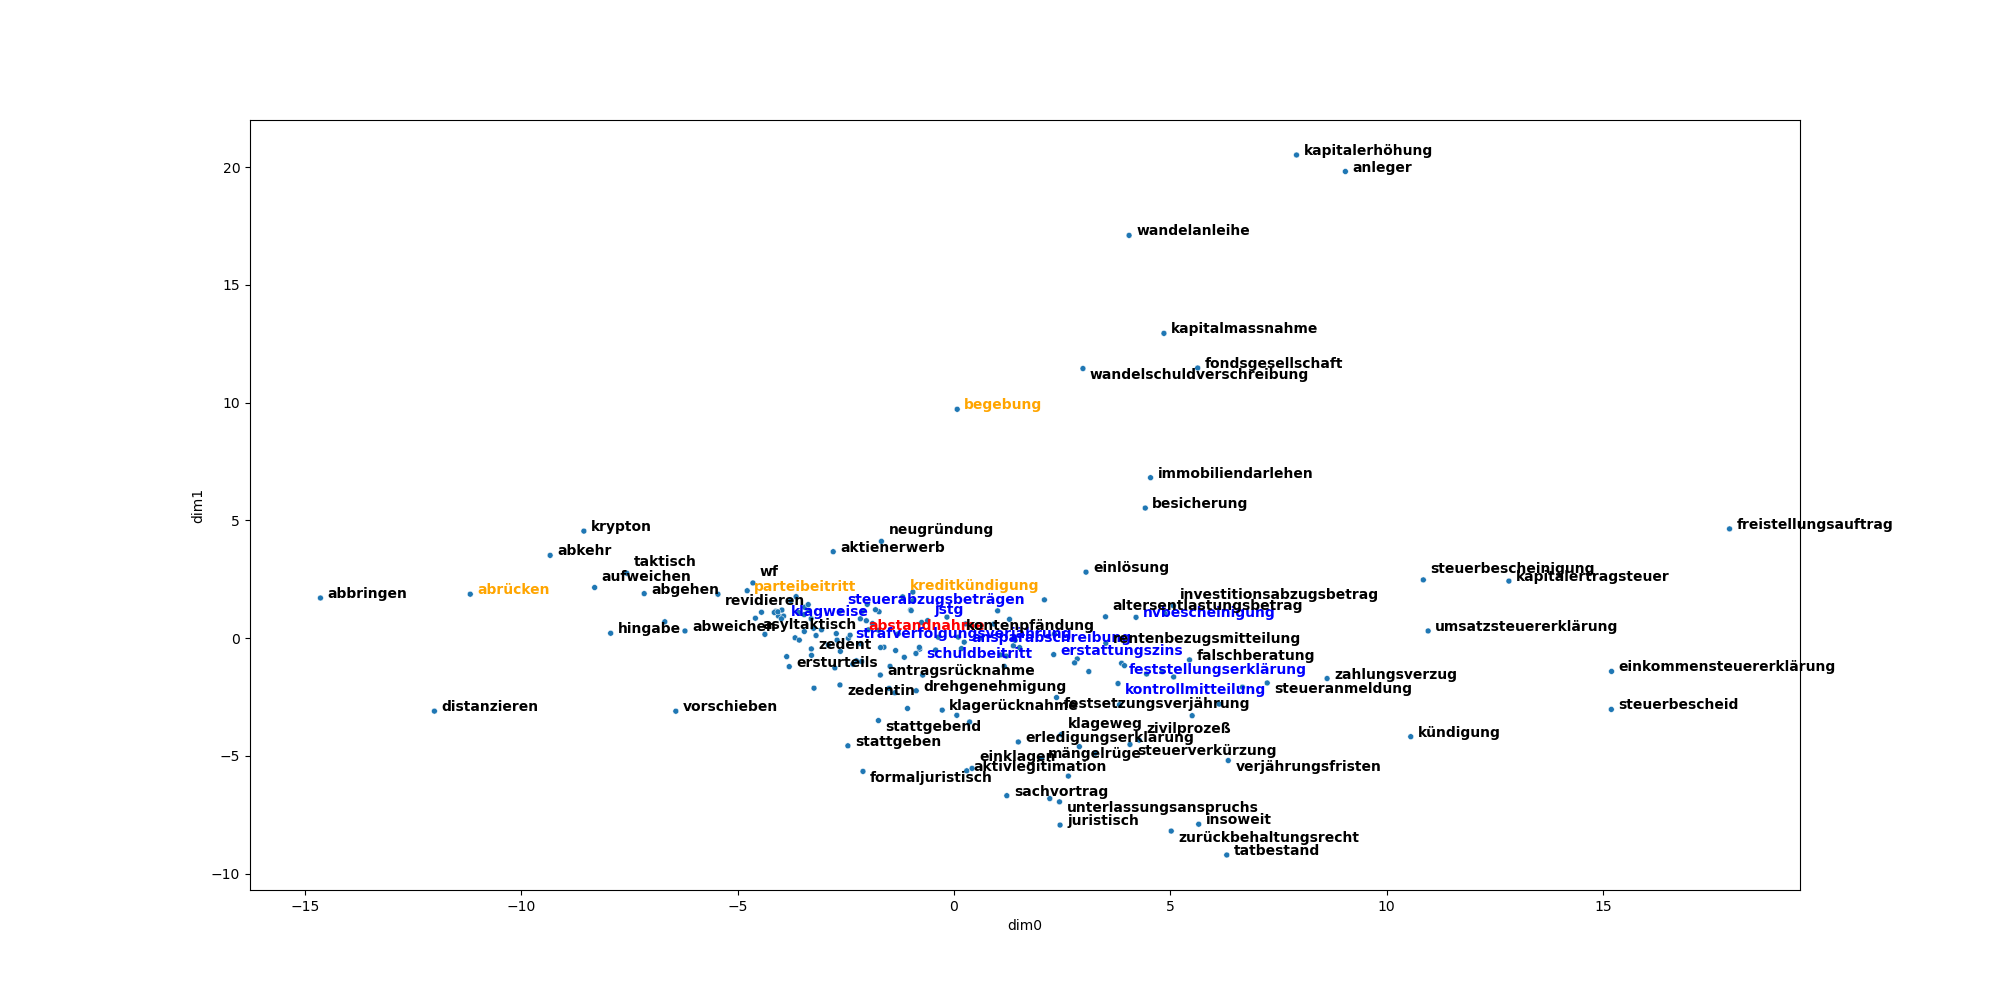 kapitalerhöhung
anleger
20
wandelanleihe
15
kapitalmassnahme
fondsgesellschaft
wandelschuldverschreibung
begebung
10
immobiliendarlehen
besicherung
dim1
5
krypton
neugründung
freistellungsauftrag
abkehr
aktienerwerb
taktisch
wf
einlösung
steuerbescheinigung
aufweichen
kapitalertragsteuer
abbringen
abrücken
abgehen
parteibeitritt
kreditkündigung
investitionsabzugsbetrag
revidieren
steuerabzugsbeträgen
altersentlastungsbetrag
klagweise
jstg
nvbescheinigung
hingabe
abweichen
asyltaktisch
abstandnahme
kontenpfändung
umsatzsteuererklärung
0
strafverfolgungsverjährung
ansparabschreibung
rentenbezugsmitteilung
zedent
schuldbeitritt
erstattungszins
falschberatung
ersturteils
antragsrücknahme
feststellungserklärung
zahlungsverzug
einkommensteuererklärung
zedentin
drehgenehmigung
kontrollmitteilung
steueranmeldung
distanzieren
vorschieben
klagerücknahme
festsetzungsverjährung
steuerbescheid
stattgebend
klageweg
zivilprozeß
kündigung
stattgeben
erledigungserklärung
−5
einklagen
mängelrüge
steuerverkürzung
formaljuristisch
aktivlegitimation
verjährungsfristen
sachvortrag
unterlassungsanspruchs
juristisch
insoweit
zurückbehaltungsrecht
tatbestand
−10
−15
−10
−5
0
5
10
15
dim0